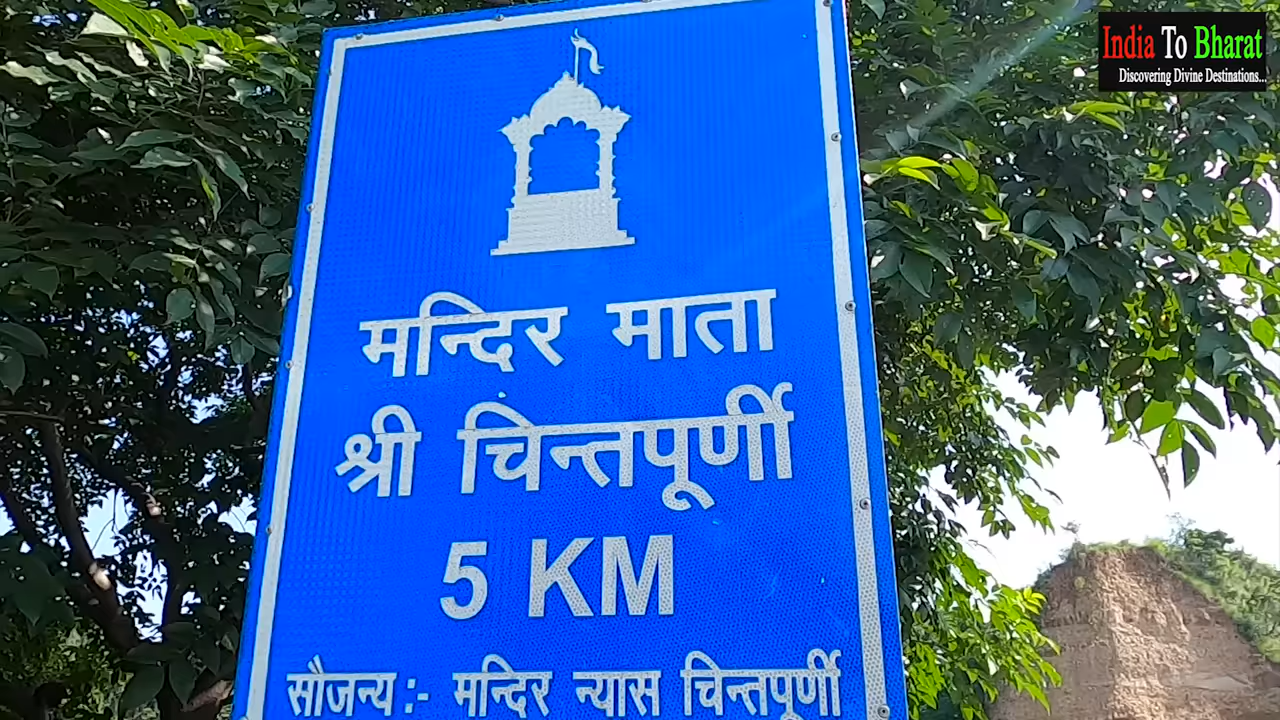 India To Bharat
Discovering Divine Destinations...
मन्दिर माता
श्री चिन्तपूर्णी
5 KM
सौजन्य:- मन्दिर न्यास चिन्तपूर्णी